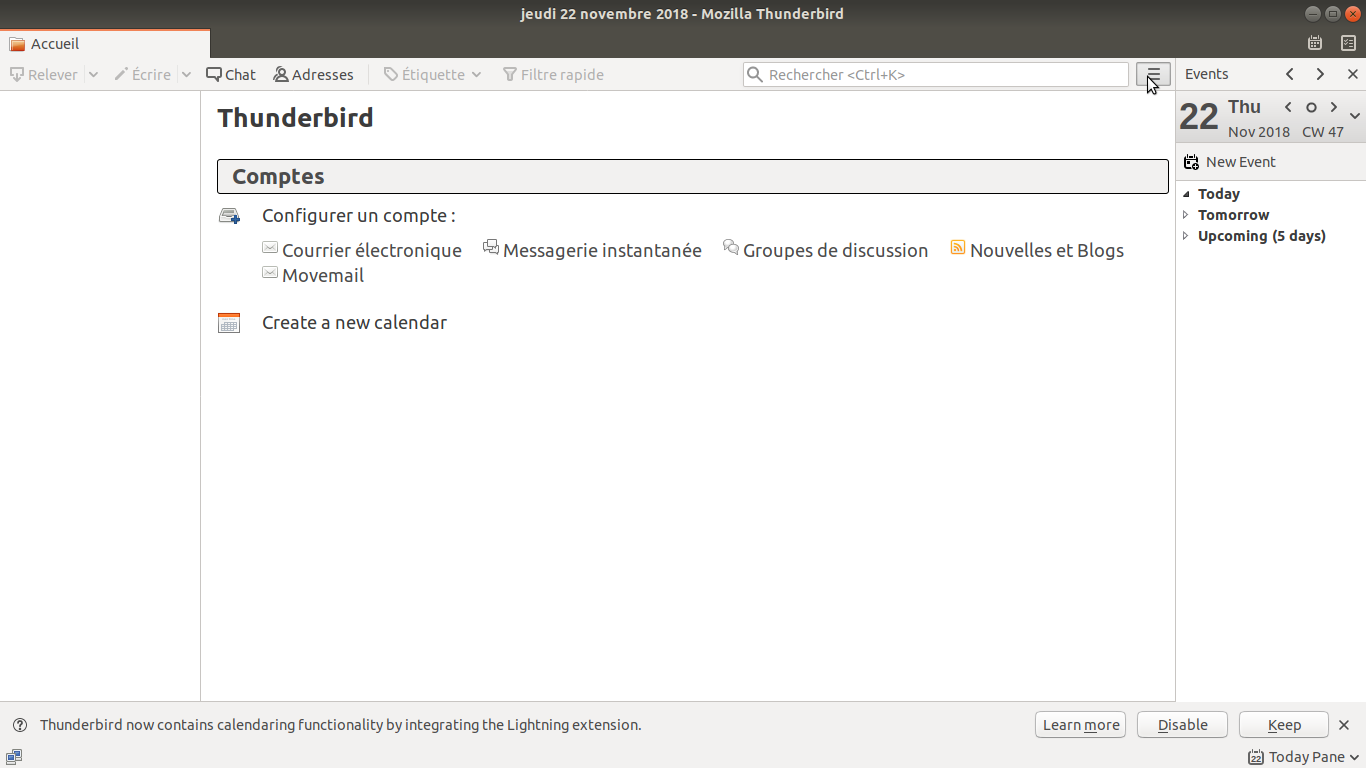 jeudi 22 novembre 2018 - Mozilla Thunderbird
Accueil
Relever Écrire Chat Adresses Étiquette Filtre rapide Rechercher <Ctrl+K> Events
22 Thu
Nov 2018 CW 47
New Event
Today
Tomorrow
Upcoming (5 days)
Thunderbird
Comptes
Configurer un compte :
Courrier électronique Messagerie instantanée Groupes de discussion Nouvelles et Blogs
Movemail
Create a new calendar
Thunderbird now contains calendaring functionality by integrating the Lightning extension. Learn more Disable Keep
22 Today Pane